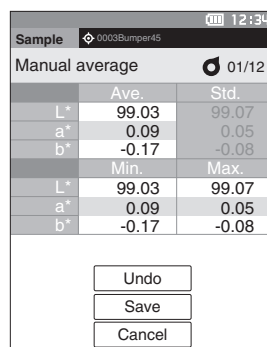 12:34
Sample 0003Bumper45
Manual average 01/12
Ave. Std.
L* 99.03 99.07
a* 0.09 0.05
b* -0.17 -0.08
Min. Max.
L* 99.03 99.07
a* 0.09 0.05
b* -0.17 -0.08
Undo
Save
Cancel